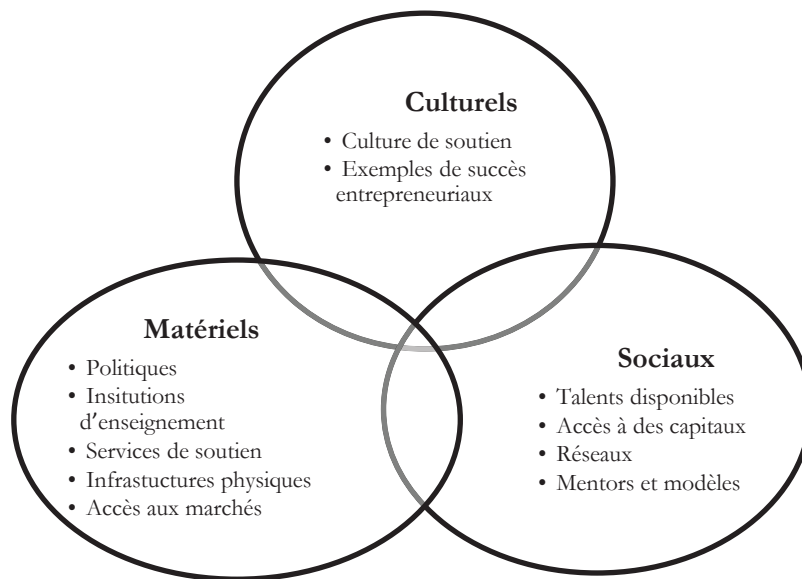 Culturels
• Culture de soutien
• Exemples de succès
entrepreneuriaux
Matériels
• Politiques
• Insitutions
d'enseignement
• Services de soutien
• Infrastuctures physiques
• Accès aux marchés
Sociaux
• Talents disponibles
• Accès à des capitaux
• Réseaux
• Mentors et modèles